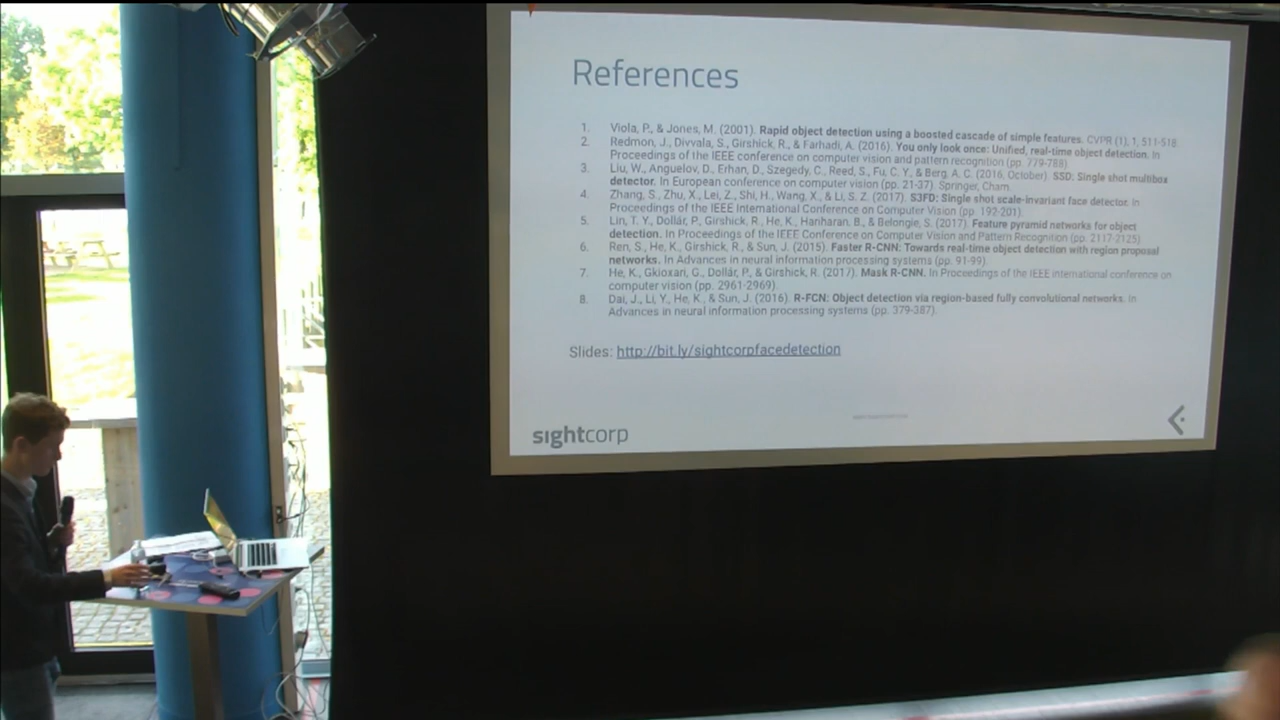 References
1. Viola, P., & Jones, M. (2001). Rapid object detection using a boosted cascade of simple features. CVPR (1), 1, 511-518.
2. Redmon, J., Divvala, S., Girshick, R., & Farhadi, A. (2016). You only look once: Unified, real-time object detection. In
Proceedings of the IEEE conference on computer vision and pattern recognition (pp. 779-788).
3. Liu, W., Anguelov, D., Erhan, D., Szegedy, C., Reed, S., Fu, C. Y., & Berg, A. C. (2016, October). SSD: Single shot multibox
detector. In European conference on computer vision (pp. 21-37). Springer, Cham.
4. Zhang, S., Zhu, X., Lei, Z., Shi, H., Wang, X., & Li, S. Z. (2017). S3FD: Single shot scale-invariant face detector. In
Proceedings of the IEEE International Conference on Computer Vision (pp. 192-201).
5. Lin, T. Y., Dollár, P., Girshick, R., He, K., Hariharan, B., & Belongie, S. (2017). Feature pyramid networks for object
detection. In Proceedings of the IEEE Conference on Computer Vision and Pattern Recognition (pp. 2117-2125).
6. Ren, S., He, K., Girshick, R., & Sun, J. (2015). Faster R-CNN: Towards real-time object detection with region proposal
networks. In Advances in neural information processing systems (pp. 91-99).
7. He, K., Gkioxari, G., Dollár, P., & Girshick, R. (2017). Mask R-CNN. In Proceedings of the IEEE international conference on
computer vision (pp. 2961-2969).
8. Dai, J., Li, Y., He, K., & Sun, J. (2016). R-FCN: Object detection via region-based fully convolutional networks. In
Advances in neural information processing systems (pp. 379-387).
Slides: http://bit.ly/sightcorpfacedetection
sightcorp